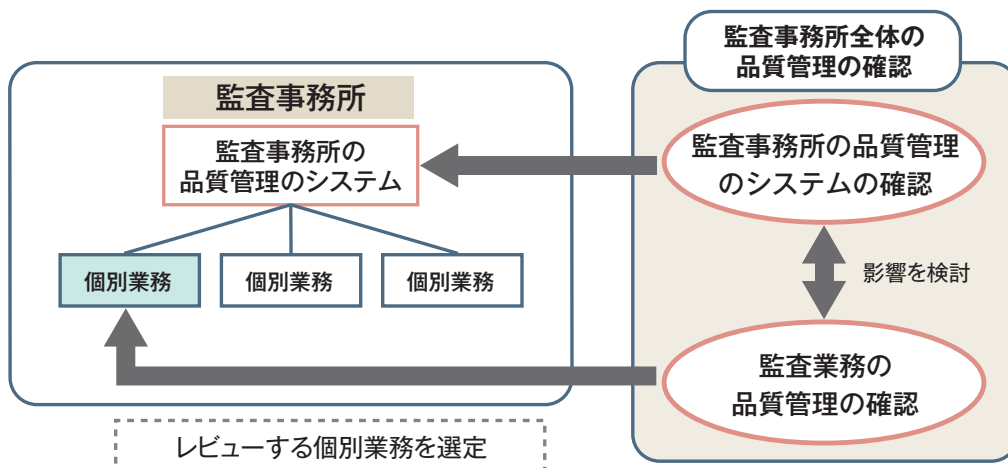 監査事務所
監査事務所の
品質管理のシステム
個別業務
個別業務
個別業務
レビューする個別業務を選定
監査事務所全体の
品質管理の確認
監査事務所の品質管理
のシステムの確認
影響を検討
監査業務の
品質管理の確認